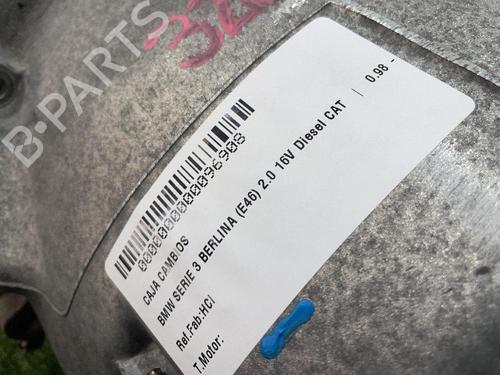 B-PARTS
000000000096908
CAJA CAMBIOS
BMW SERIE 3 BERLINA (E46) 2.0 16V Diesel CAT | 0.98 -
Ref.Fab:HCI
T.Motor: